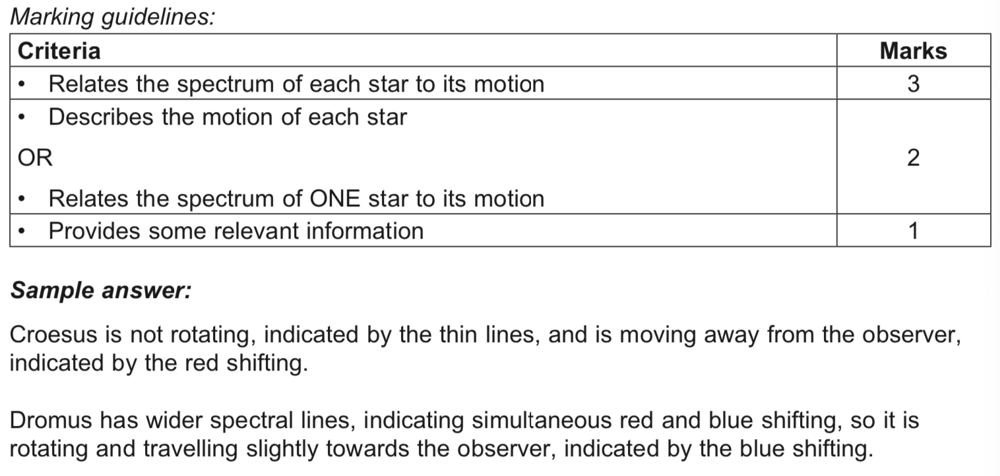 Marking guidelines:
Criteria Marks
• Relates the spectrum of each star to its motion 3
• Describes the motion of each star
OR 2
• Relates the spectrum of ONE star to its motion
• Provides some relevant information 1
Sample answer:
Croesus is not rotating, indicated by the thin lines, and is moving away from the observer,
indicated by the red shifting.
Dromus has wider spectral lines, indicating simultaneous red and blue shifting, so it is
rotating and travelling slightly towards the observer, indicated by the blue shifting.